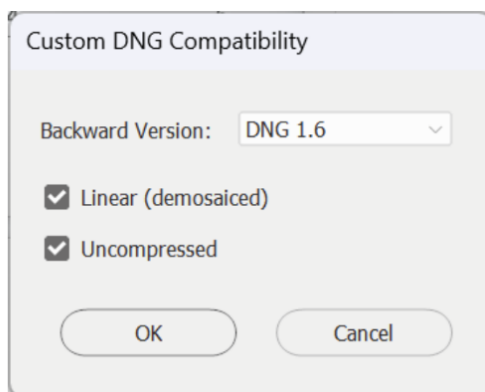 Custom DNG Compatibility
Backward Version: DNG 1.6
Linear (demosaiced)
Uncompressed
OK Cancel